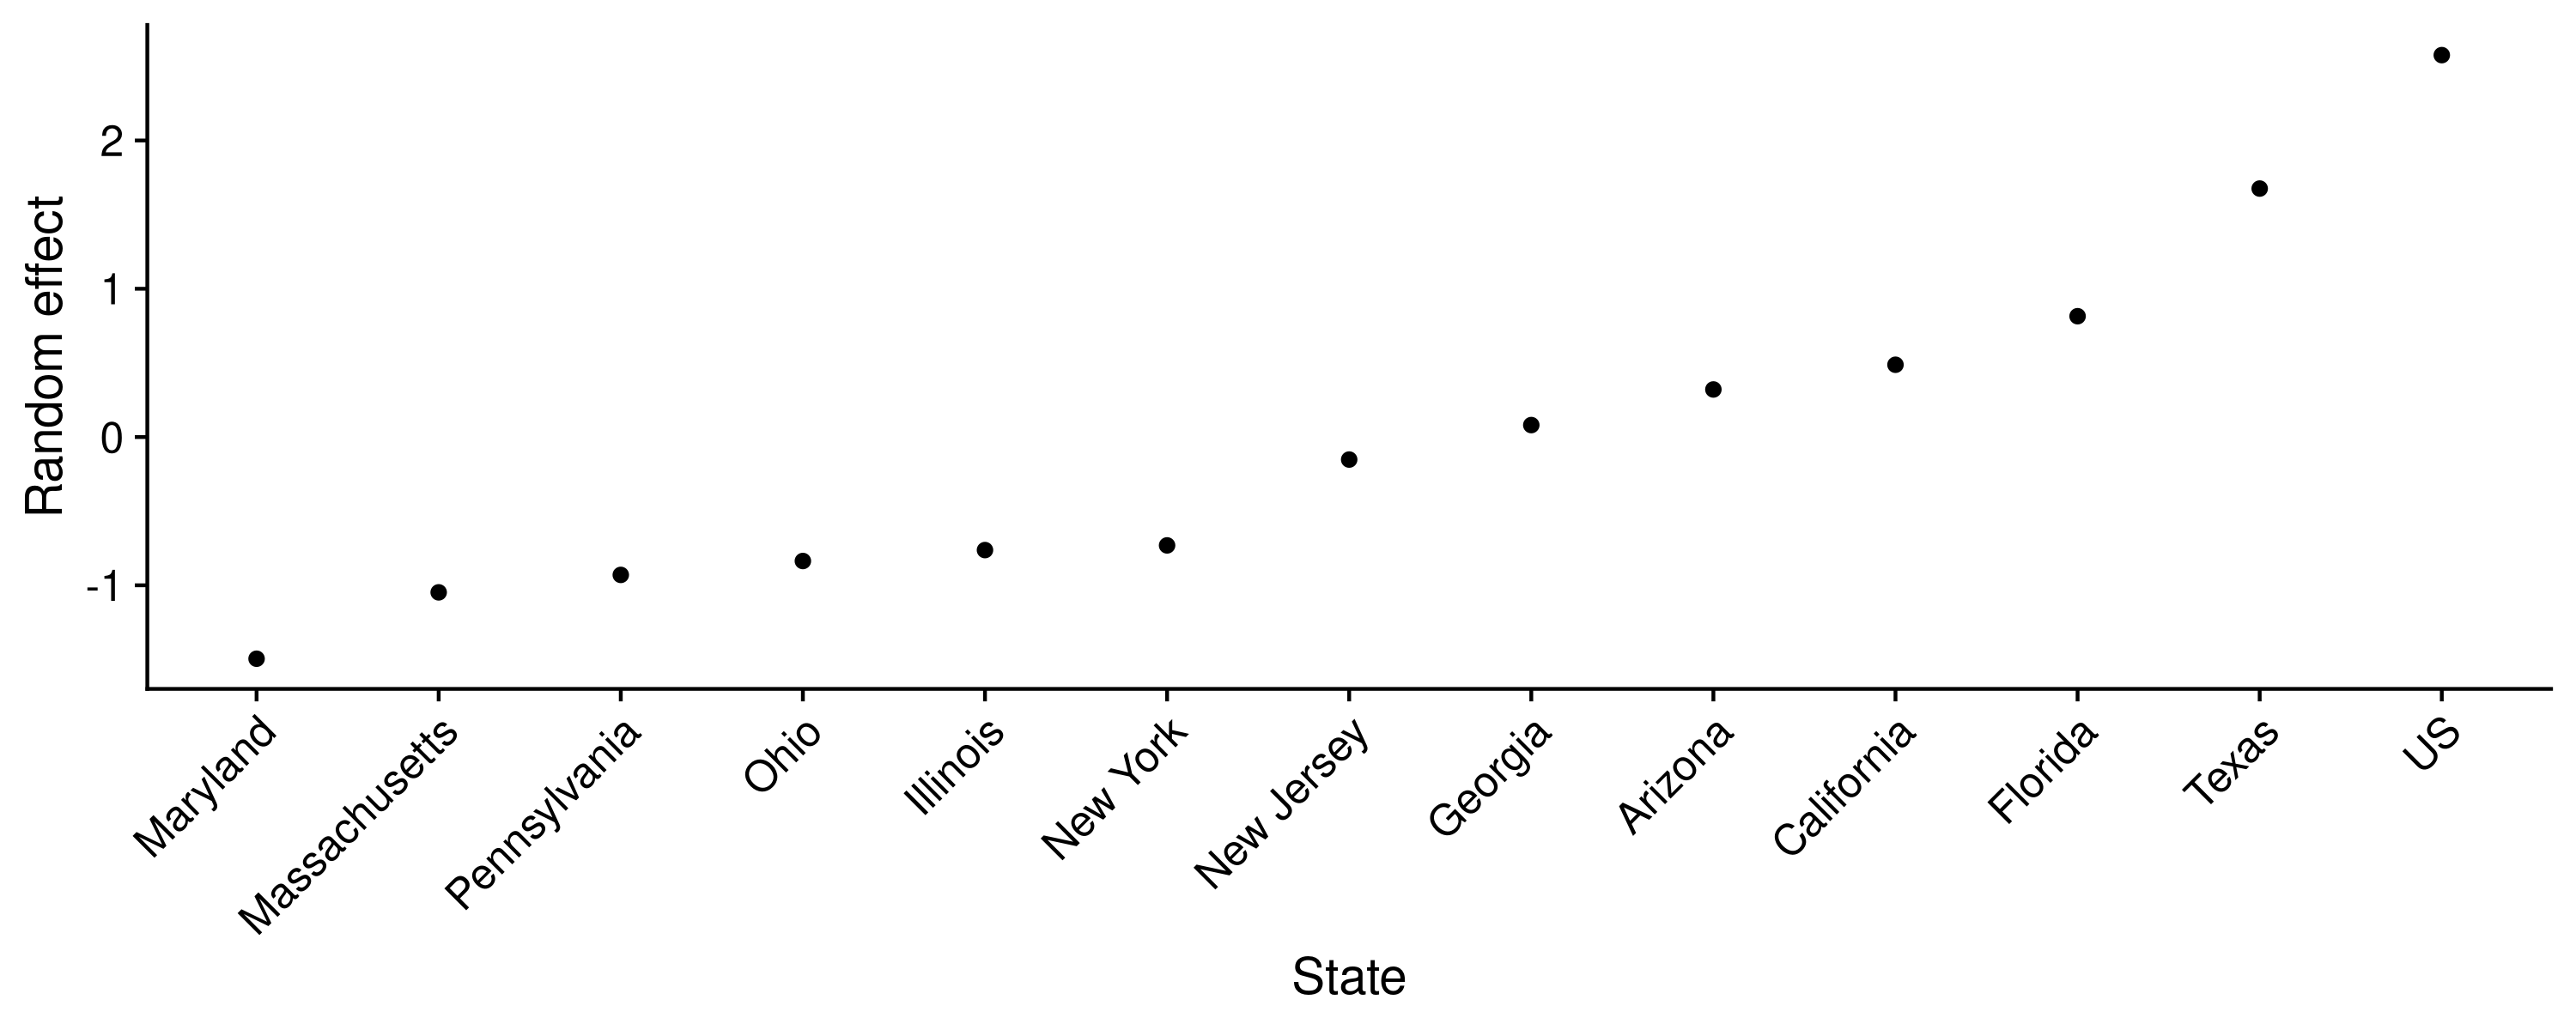 Random effect
2
1
0
-1
Maryland
Massachusetts
Pennsylvania
Ohio
Illinois
New York
New Jersey
Georgia
Arizona
California
Florida
Texas
US
State